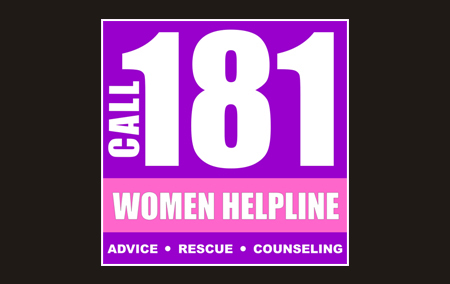 CALL
181
WOMEN HELPLINE
ADVICE • RESCUE • COUNSELING